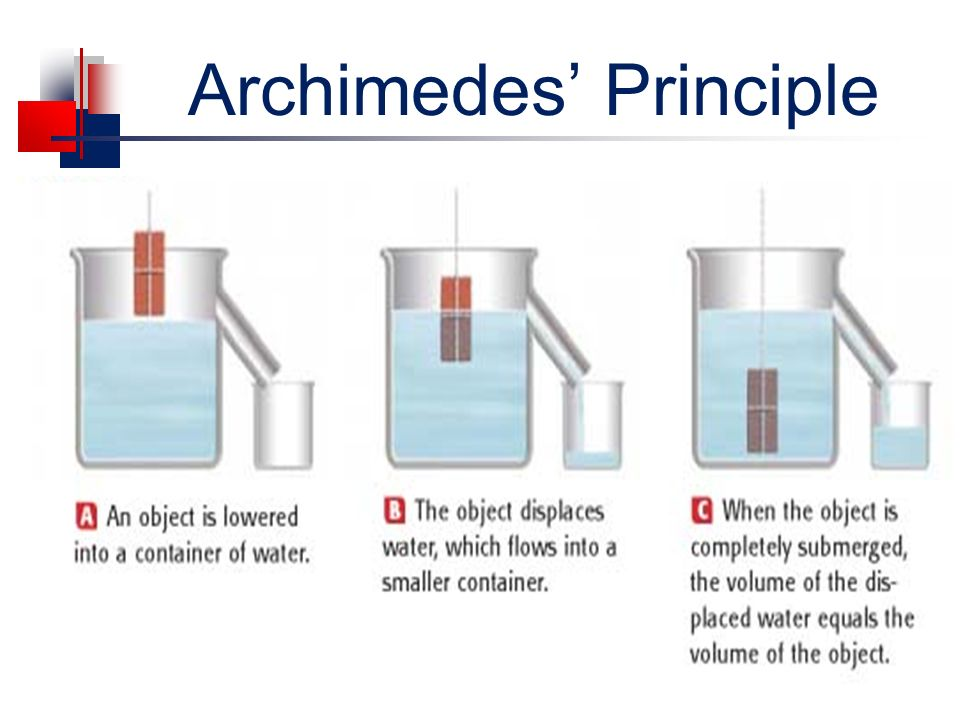 Archimedes’ Principle
A An object is lowered
into a container of water.
B The object displaces
water, which flows into a
smaller container.
C When the object is
completely submerged,
the volume of the dis-
placed water equals the
volume of the object.